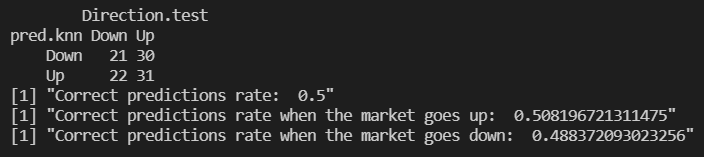 Direction.test
pred.knn Down Up
Down 21 30
Up 22 31
[1] "Correct predictions rate:  0.5"
[1] "Correct predictions rate when the market goes up:  0.508196721311475"
[1] "Correct predictions rate when the market goes down:  0.488372093023256"